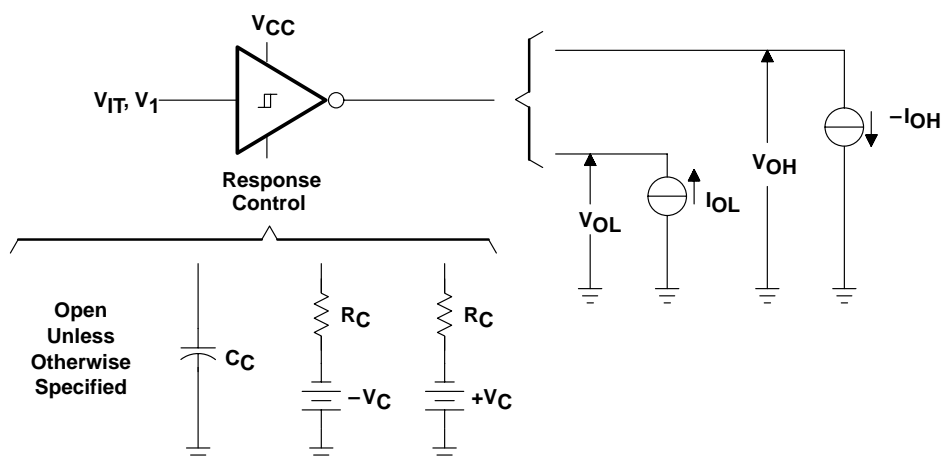 VCC
VIT, V1
Response
Control
VOH
−IOH
VOL
IOL
Open
Unless
Otherwise
Specified
CC
RC
−VC
RC
+VC